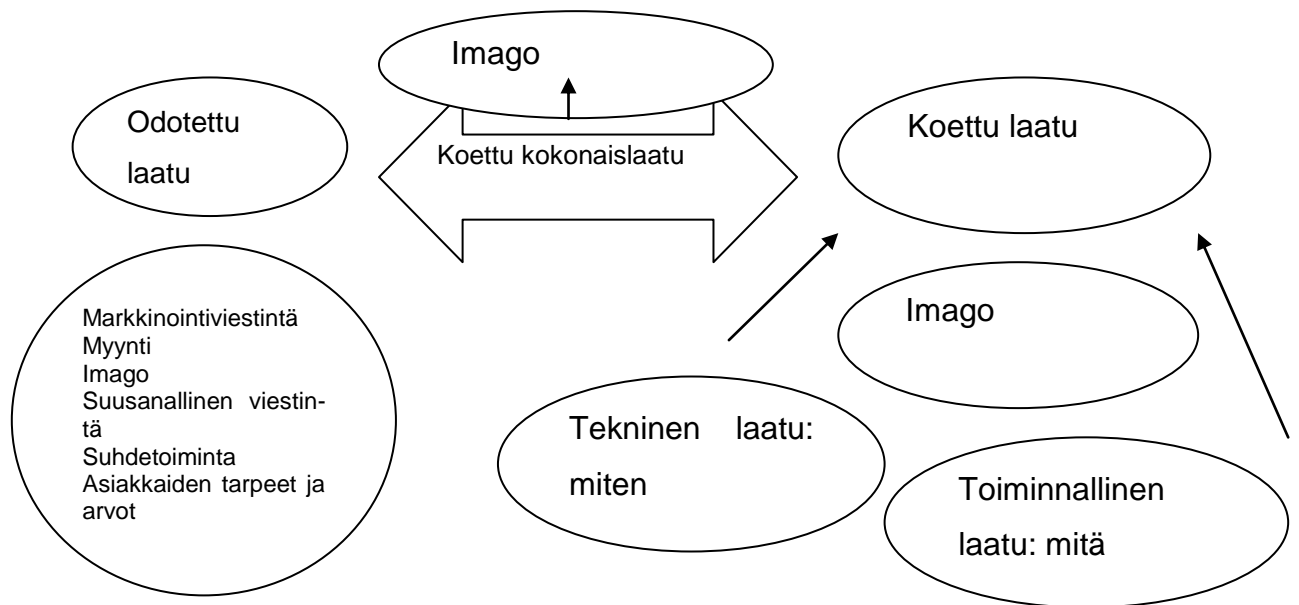 Imago
Odotettu
laatu
Koettu kokonaislaatu
Koettu laatu
Markkinointiviestintä
Myynti
Imago
Suusanallinen viestin-
tä
Suhdetoiminta
Asiakkaiden tarpeet ja
arvot
Imago
Tekninen laatu:
miten
Toiminnallinen
laatu: mitä